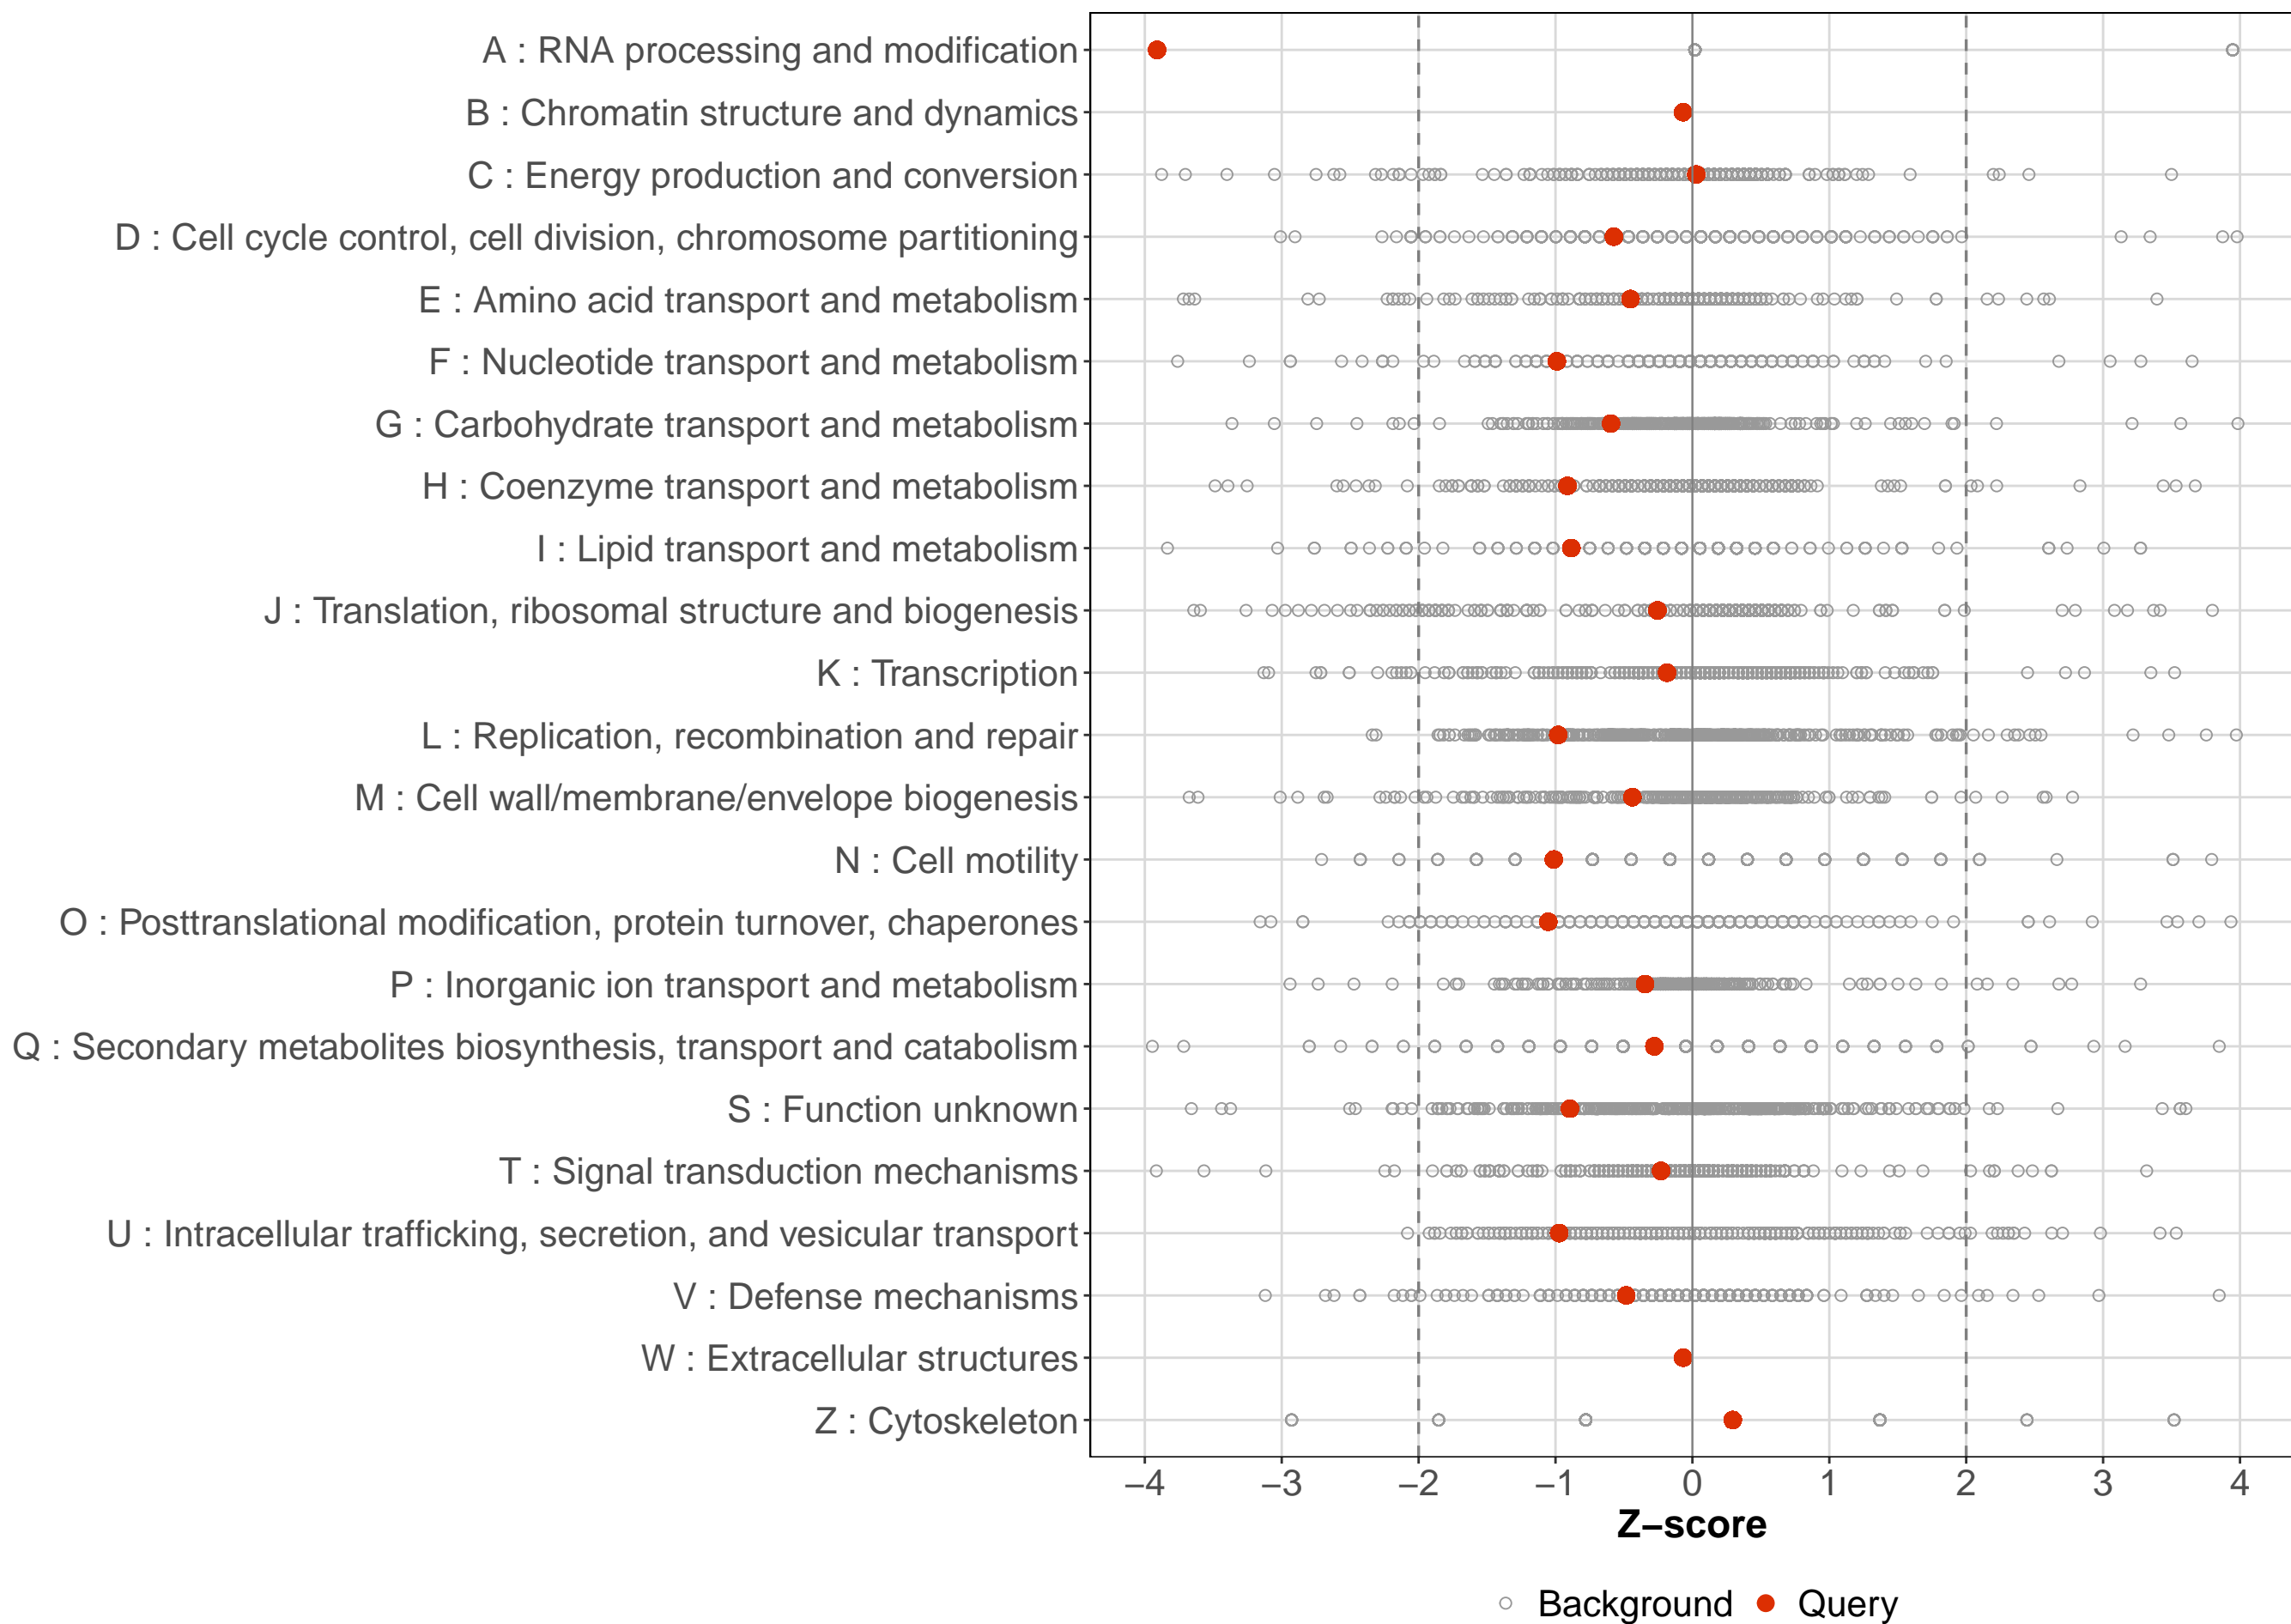 A : RNA processing and modification
B : Chromatin structure and dynamics
C : Energy production and conversion
D : Cell cycle control, cell division, chromosome partitioning
E : Amino acid transport and metabolism
F : Nucleotide transport and metabolism
G : Carbohydrate transport and metabolism
H : Coenzyme transport and metabolism
I : Lipid transport and metabolism
J : Translation, ribosomal structure and biogenesis
K : Transcription
L : Replication, recombination and repair
M : Cell wall/membrane/envelope biogenesis
N : Cell motility
O : Posttranslational modification, protein turnover, chaperones
P : Inorganic ion transport and metabolism
Q : Secondary metabolites biosynthesis, transport and catabolism
S : Function unknown
T : Signal transduction mechanisms
U : Intracellular trafficking, secretion, and vesicular transport
V : Defense mechanisms
W : Extracellular structures
Z : Cytoskeleton
−4 −3 −2 −1 0 1 2 3 4
Z−score
Background Query